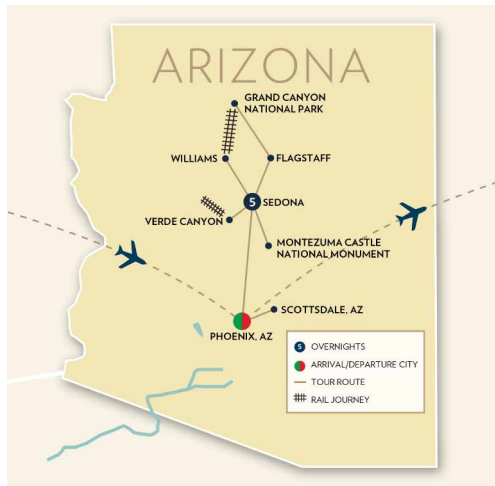 ARIZONA
GRAND CANYON
NATIONAL PARK
WILLIAMS
FLAGSTAFF
5
SEDONA
VERDE CANYON
MONTEZUMA CASTLE
NATIONAL MONUMENT
SCOTTSDALE, AZ
PHOENIX, AZ
5 OVERNIGHTS
ARRIVAL/DEPARTURE CITY
TOUR ROUTE
RAIL JOURNEY